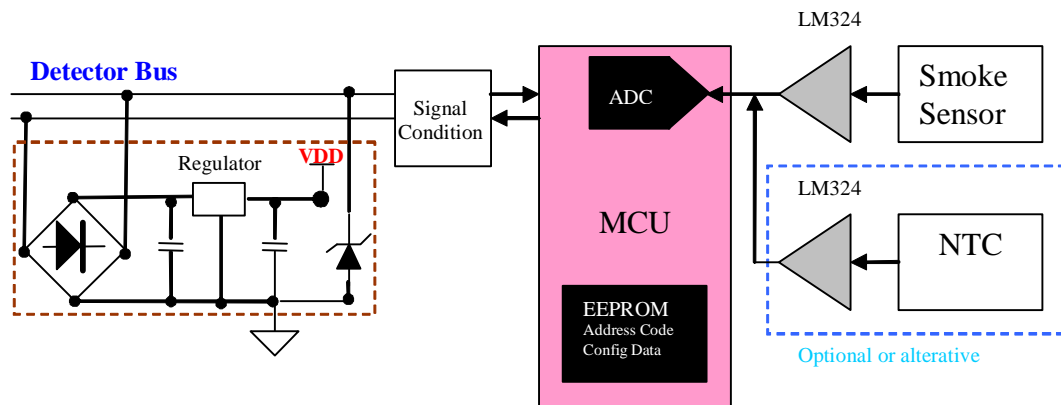 LM324
Detector Bus
ADC
Smoke
Sensor
Signal
Condition
VDD
Regulator
LM324
MCU
NTC
EEPROM
Address Code
Config Data
Optional or alterative